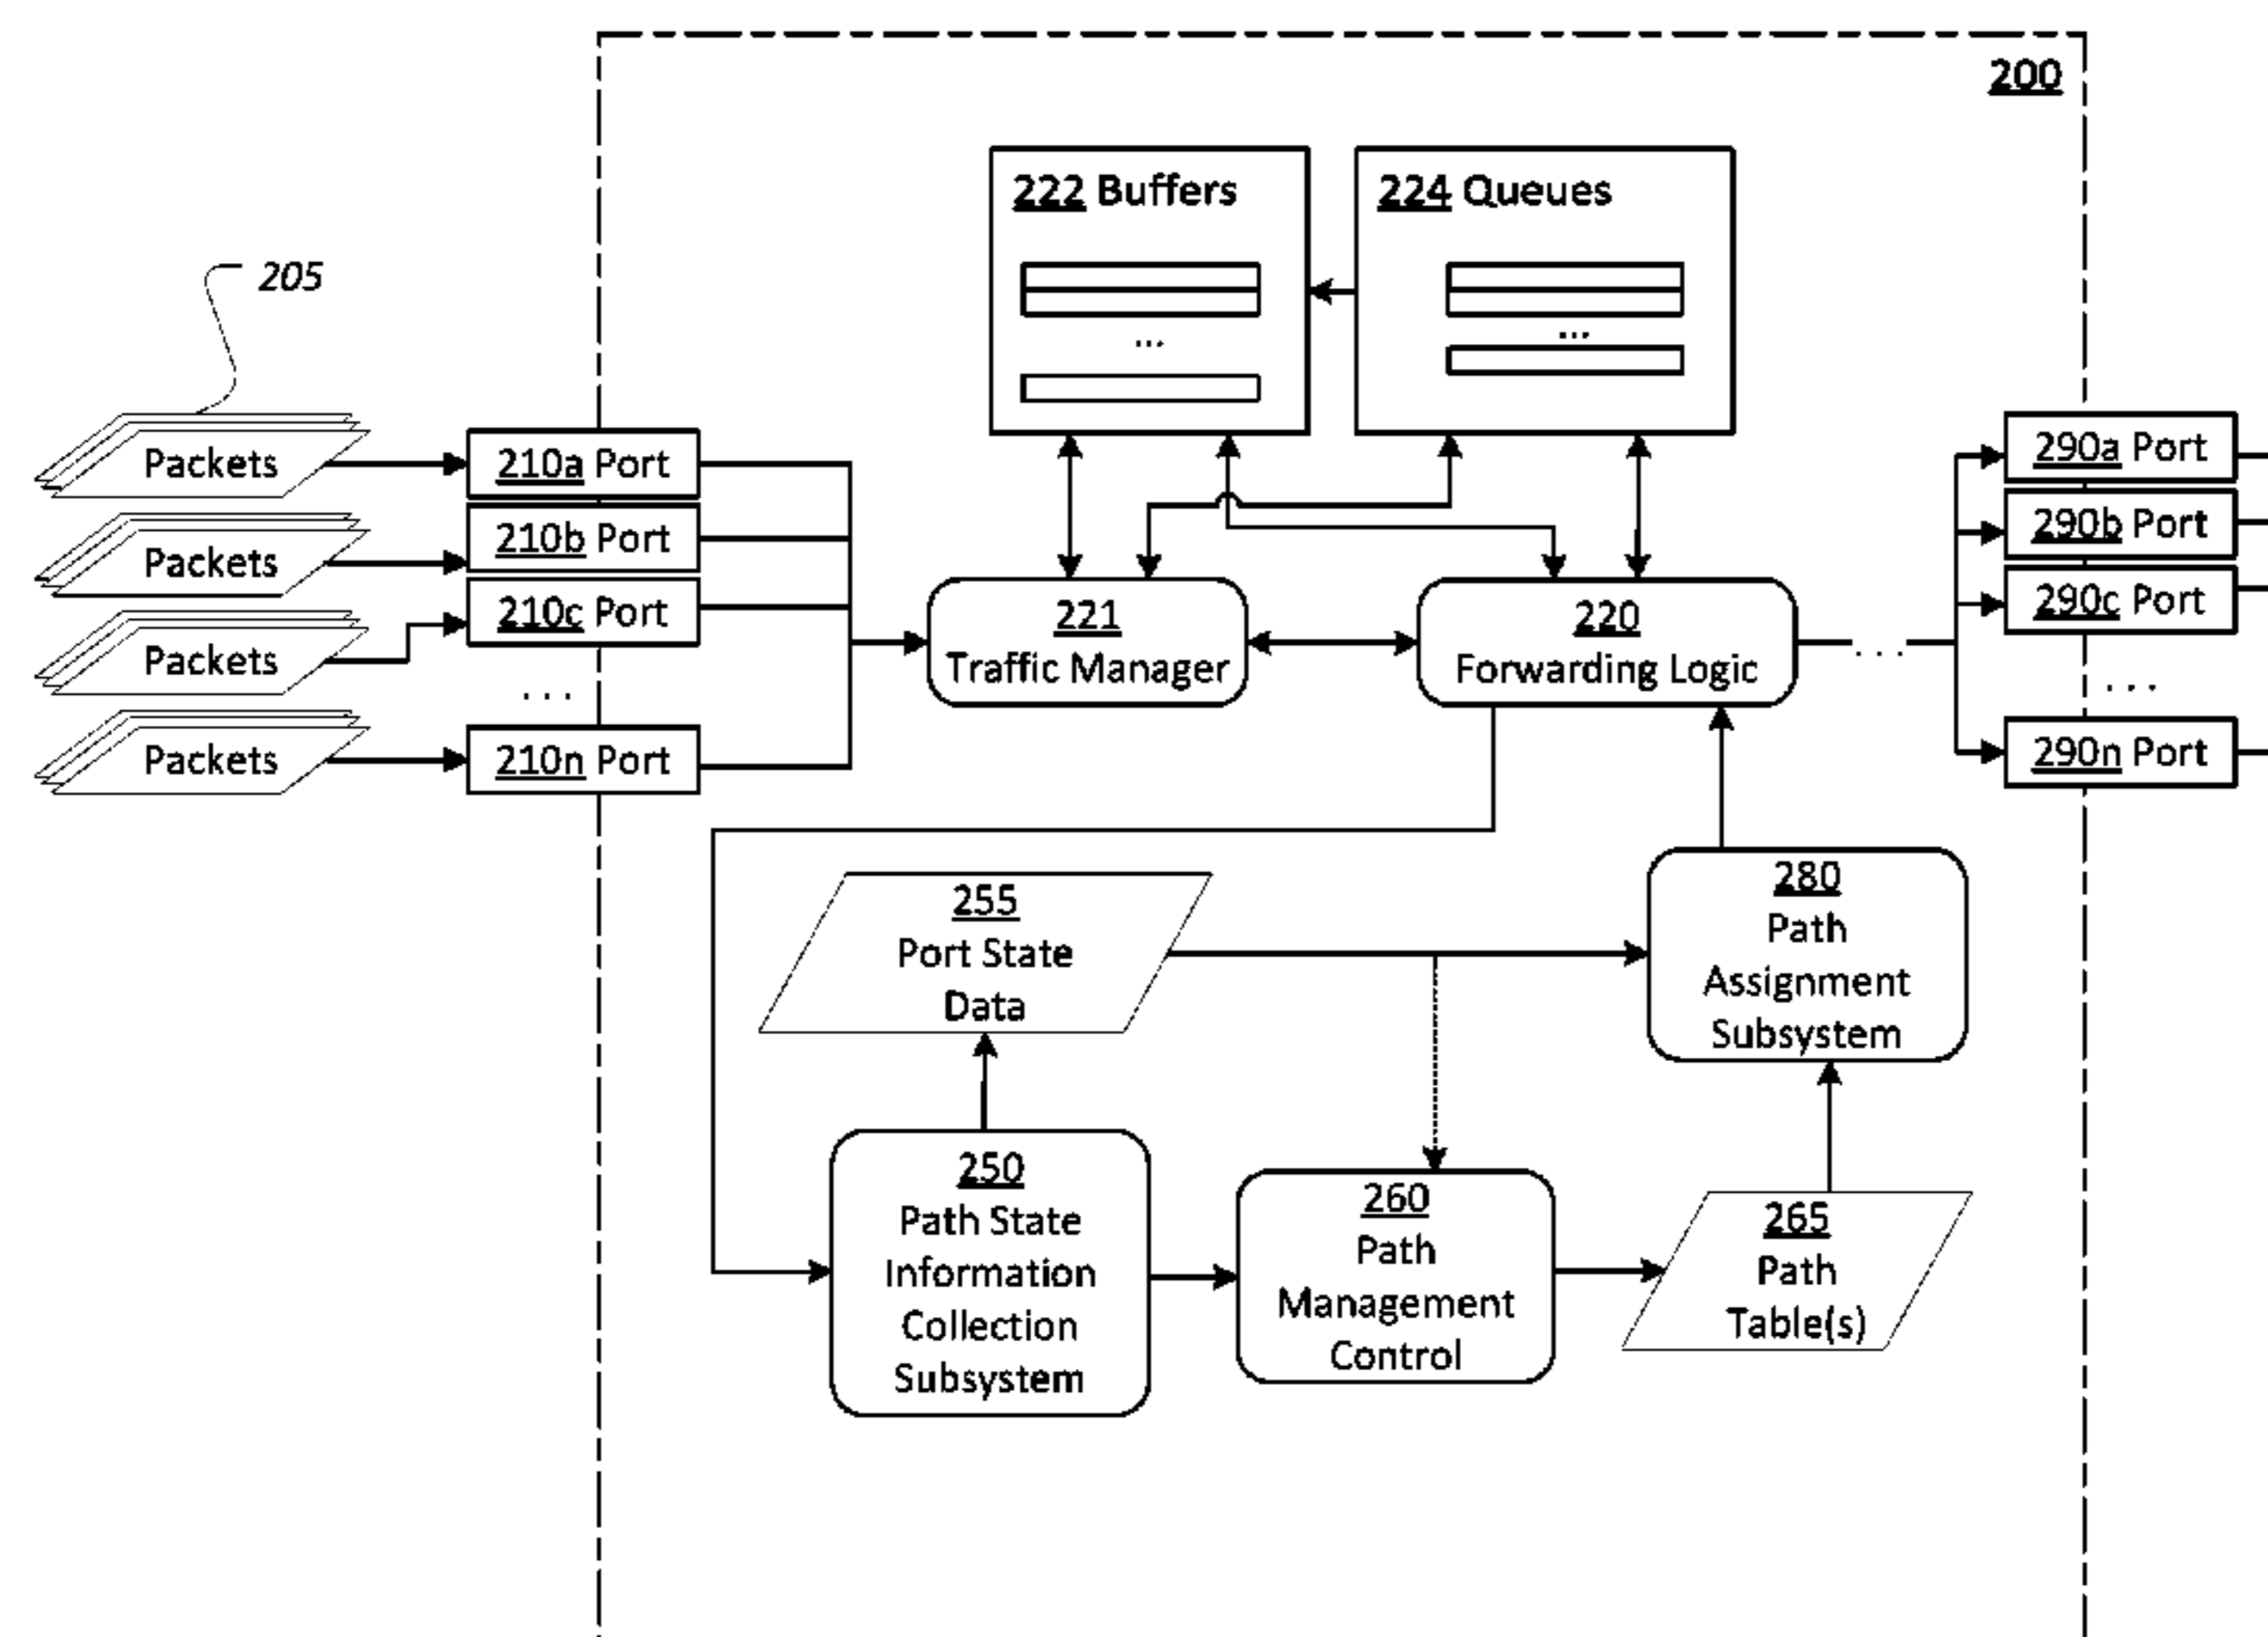 200
222 Buffers
224 Queues
...
...
205
Packets
Packets
Packets
Packets
210a Port
210b Port
210c Port
...
210n Port
221
Traffic Manager
220
Forwarding Logic
...
290a Port
290b Port
290c Port
...
290n Port
255
Port State
Data
280
Path
Assignment
Subsystem
250
Path State
Information
Collection
Subsystem
260
Path
Management
Control
265
Path
Table(s)